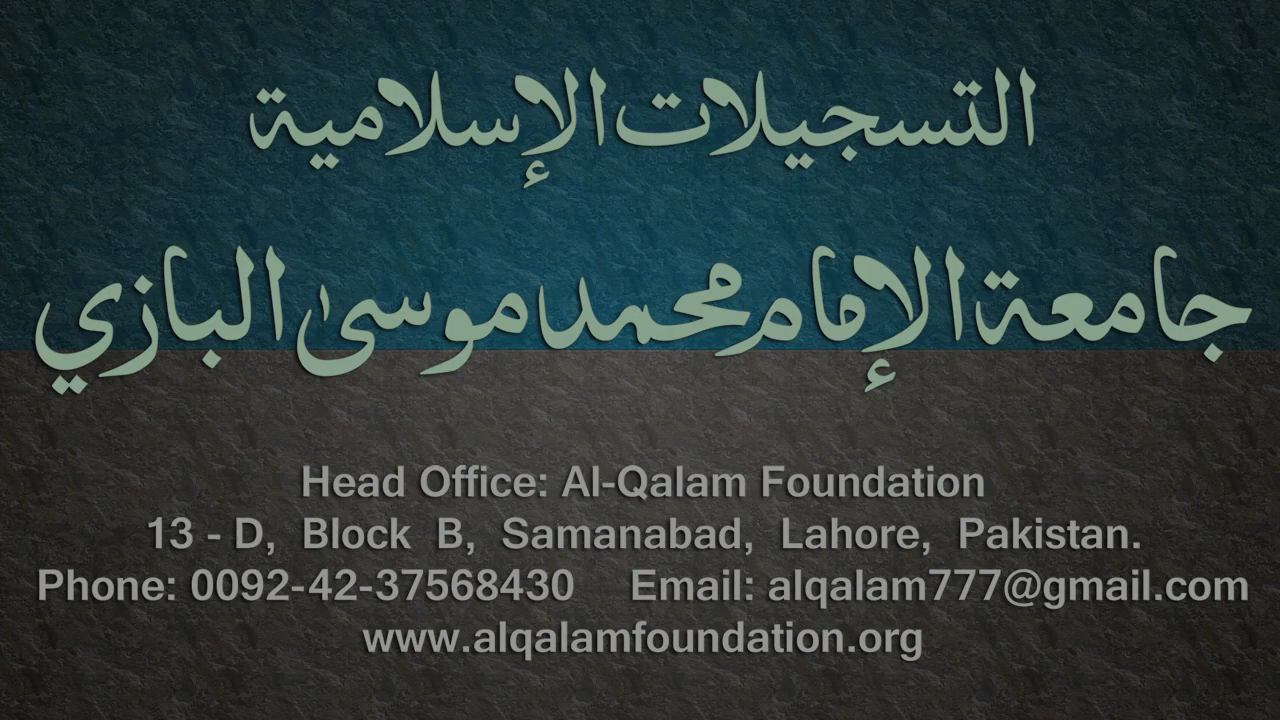 التسجيلات الإسلامية
جامعة الإمام محمد موسىٰ البازي
Head Office: Al-Qalam Foundation
13 - D, Block B, Samanabad, Lahore, Pakistan.
Phone: 0092-42-37568430 Email: alqalam777@gmail.com
www.alqalamfoundation.org